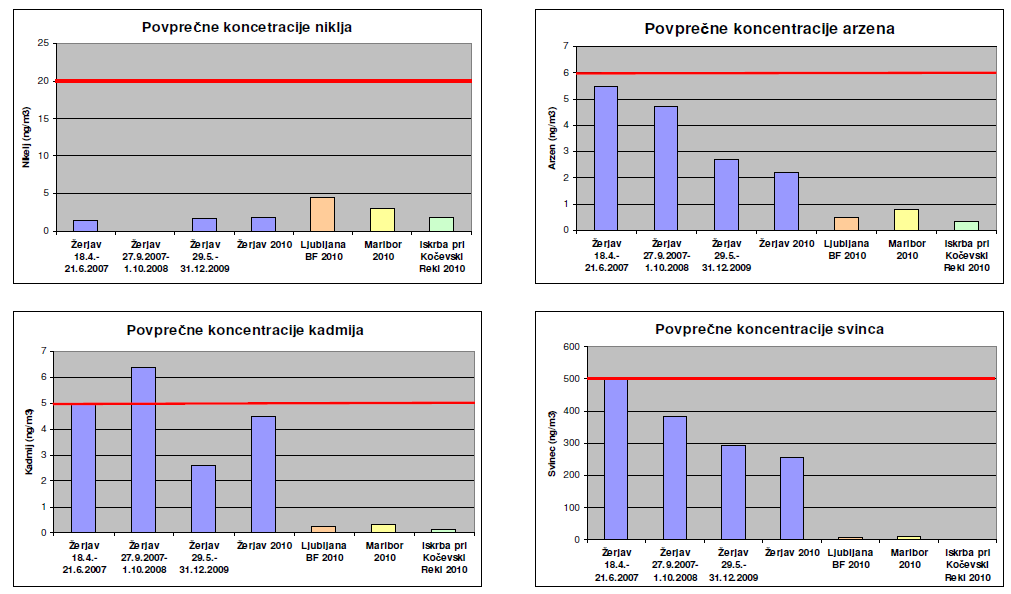 Povprečne koncetracije niklja
25
20
15
10
5
0
Nikelj (ng/m3)
Žerjav 18.4.- 21.6.2007
Žerjav 27.9.2007- 1.10.2008
Žerjav 29.5.- 31.12.2009
Žerjav 2010
Ljubljana BF 2010
Maribor 2010
Iskrba pri Kočevski Reki 2010
Povprečne koncentracije arzena
7
6
5
4
3
2
1
0
Arzen (ng/m3)
Žerjav 18.4.- 21.6.2007
Žerjav 27.9.2007- 1.10.2008
Žerjav 29.5.- 31.12.2009
Žerjav 2010
Ljubljana BF 2010
Maribor 2010
Iskrba pri Kočevski Reki 2010
Povprečne koncentracije kadmija
7
6
5
4
3
2
1
0
Kadmij (ng/m3)
Žerjav 18.4.- 21.6.2007
Žerjav 27.9.2007- 1.10.2008
Žerjav 29.5.- 31.12.2009
Žerjav 2010
Ljubljana BF 2010
Maribor 2010
Iskrba pri Kočevski Reki 2010
Povprečne koncentracije svinca
600
500
400
300
200
100
0
Svinec (ng/m3)
Žerjav 18.4.- 21.6.2007
Žerjav 27.9.2007- 1.10.2008
Žerjav 29.5.- 31.12.2009
Žerjav 2010
Ljubljana BF 2010
Maribor 2010
Iskrba pri Kočevski Reki 2010